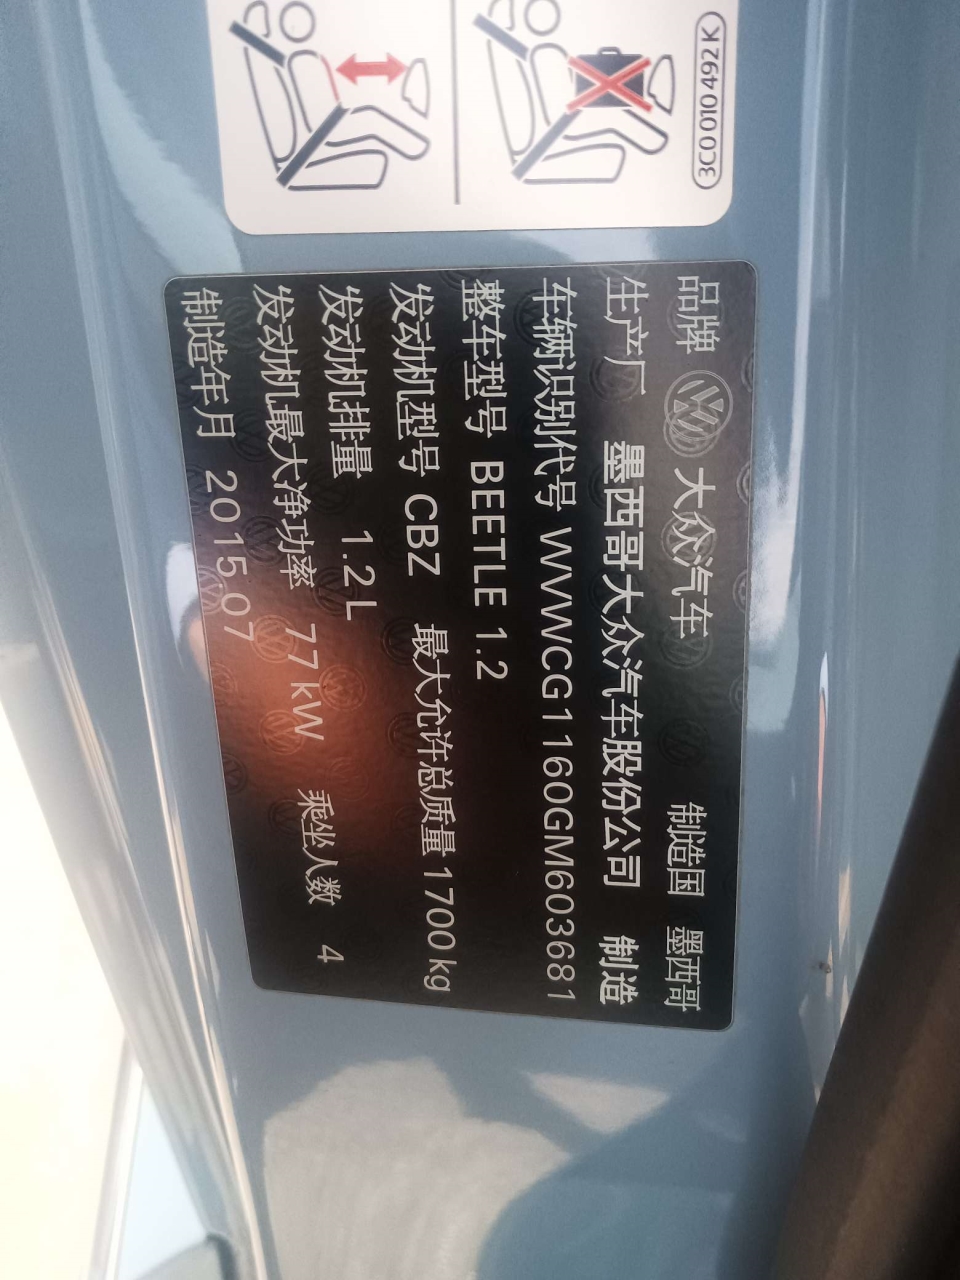 3C0 010 492 K
品牌 大众汽车 制造国 墨西哥
生产厂 墨西哥大众汽车股份公司 制造
车辆识别代号 WVWCG1160GM603681
整车型号 BEETLE 1.2
发动机型号 CBZ 最大允许总质量 1700 kg
发动机排量 1.2 L
发动机最大净功率 77 kW 乘坐人数 4
制造年月 2015.07